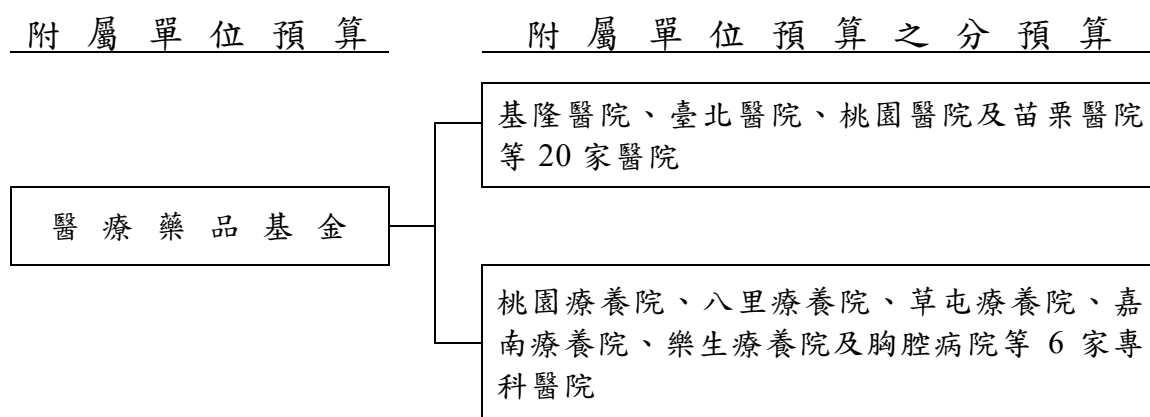 附屬單位預算
附屬單位預算之分預算
基隆醫院、臺北醫院、桃園醫院及苗栗醫院
等 20 家醫院
醫療藥品基金
桃園療養院、八里療養院、草屯療養院、嘉
南療養院、樂生療養院及胸腔病院等 6 家專
科醫院